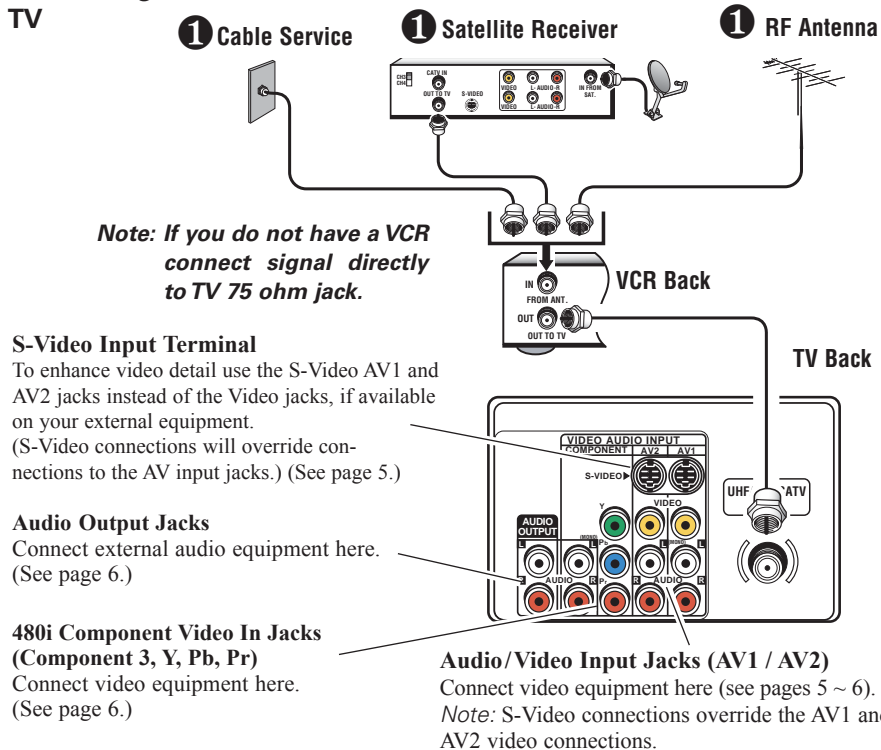 TV
❶ Cable Service
❶ Satellite Receiver
❶ RF Antenna
CH3
CH4
CATV IN
OUT TO TV
S-VIDEO
VIDEO
L- AUDIO-R
VIDEO
L- AUDIO-R
IN FROM
SAT.
Note: If you do not have a VCR
connect signal directly
to TV 75 ohm jack.
IN
FROM ANT.
OUT
OUT TO TV
VCR Back
TV Back
S-Video Input Terminal
To enhance video detail use the S-Video AV1 and
AV2 jacks instead of the Video jacks, if available
on your external equipment.
(S-Video connections will override con-
nections to the AV input jacks.) (See page 5.)
Audio Output Jacks
Connect external audio equipment here.
(See page 6.)
480i Component Video In Jacks
(Component 3, Y, Pb, Pr)
Connect video equipment here.
(See page 6.)
VIDEO AUDIO INPUT
COMPONENT AV2 AV1
S-VIDEO▶
VIDEO
Y
AUDIO
OUTPUT
(MONO)
Pb
(MONO)
L L L L
R AUDIO R Pr R AUDIO R
UHF
Audio/Video Input Jacks (AV1 / AV2)
Connect video equipment here (see pages 5 ~ 6).
Note: S-Video connections override the AV1 and
AV2 video connections.